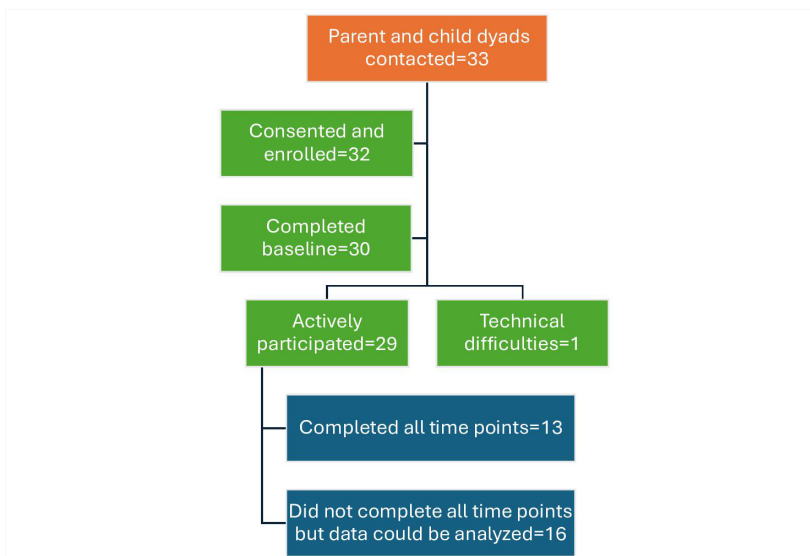 Parent and child dyads
contacted=33
Consented and
enrolled=32
Completed
baseline=30
Actively
participated=29
Technical
difficulties=1
Completed all time points=13
Did not complete all time points
but data could be analyzed=16